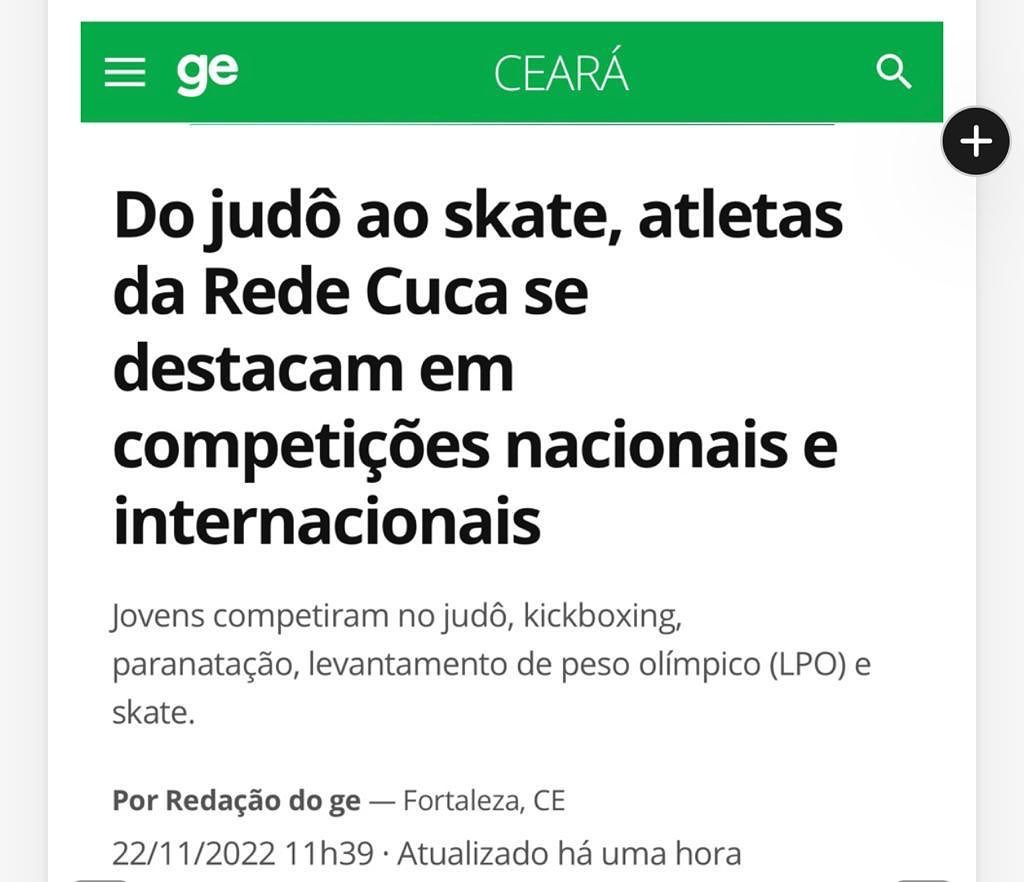 ge CEARÁ
Do judô ao skate, atletas
da Rede Cuca se
destacam em
competições nacionais e
internacionais
Jovens competiram no judô, kickboxing,
paranatação, levantamento de peso olímpico (LPO) e
skate.
Por Redação do ge — Fortaleza, CE
22/11/2022 11h39 · Atualizado há uma hora